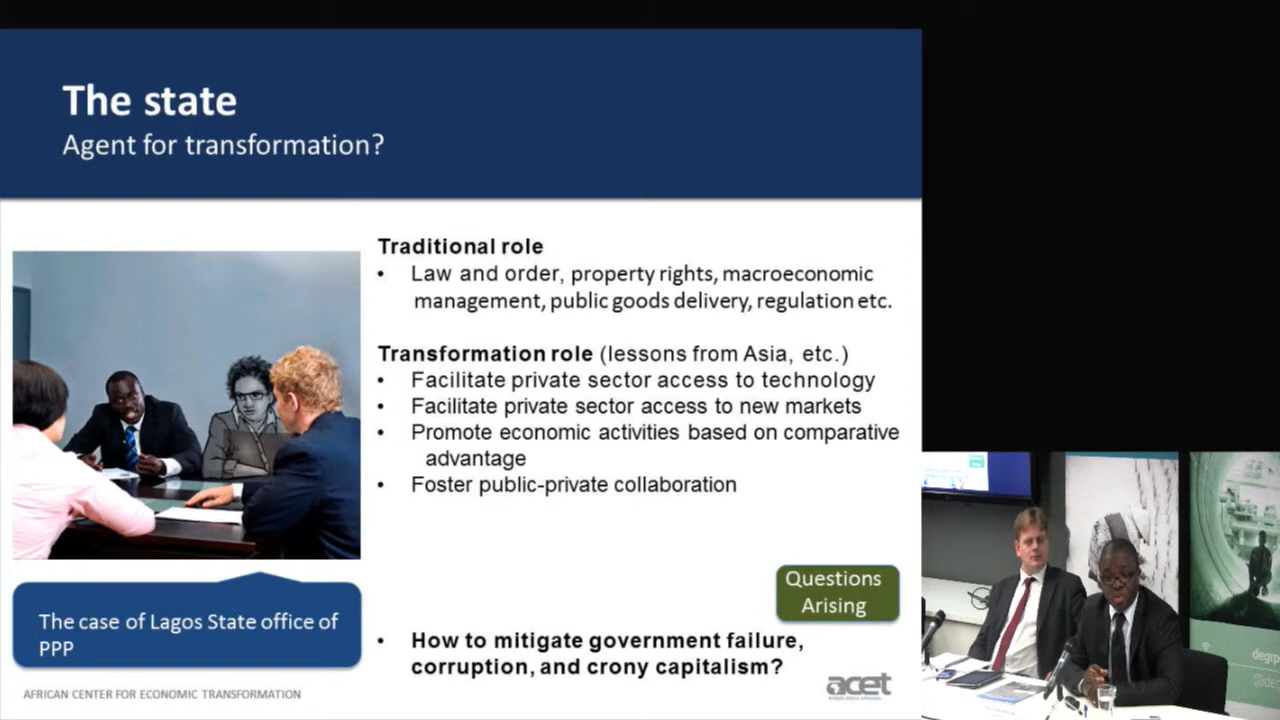 The state
Agent for transformation?
Traditional role
• Law and order, property rights, macroeconomic
management, public goods delivery, regulation etc.
Transformation role (lessons from Asia, etc.)
• Facilitate private sector access to technology
• Facilitate private sector access to new markets
• Promote economic activities based on comparative
advantage
• Foster public-private collaboration
Questions
Arising
The case of Lagos State office of
PPP
• How to mitigate government failure,
corruption, and crony capitalism?
AFRICAN CENTER FOR ECONOMIC TRANSFORMATION
acet
degrp